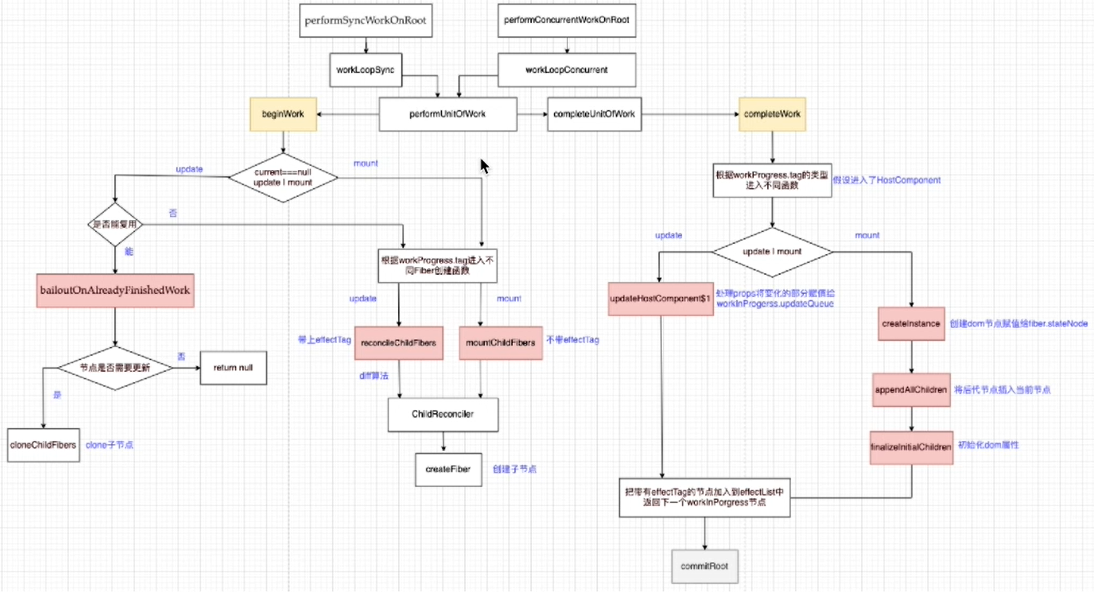 performSyncWorkOnRoot
performConcurrentWorkOnRoot
workLoopSync
workLoopConcurrent
beginWork
performUnitOfWork
completeUnitOfWork
completeWork
update
current===null
update I mount
mount
根据workProgress.tag的类型
进入不同函数
假设进入了HostComponent
是否能复用
否
能
update
update I mount
mount
bailoutOnAlreadyFinishedWork
根据workProgress.tag进入不
同Fiber创建函数
update
mount
updateHostComponent$1
处理props将变化的部分赋值给
workInProgerss.updateQueue
createInstance
创建dom节点赋值给fiber.stateNode
带上effectTag
reconcileChildFibers
mountChildFibers
不带effectTag
节点是否需要更新
否
return null
是
diff算法
appendAllChildren
将后代节点插入当前节点
ChildReconciler
cloneChildFibers
clone子节点
finalizeInitialChildren
初始化dom属性
createFiber
创建子节点
把带有effectTag的节点加入到effectList中
返回下一个workInPorgress节点
commitRoot